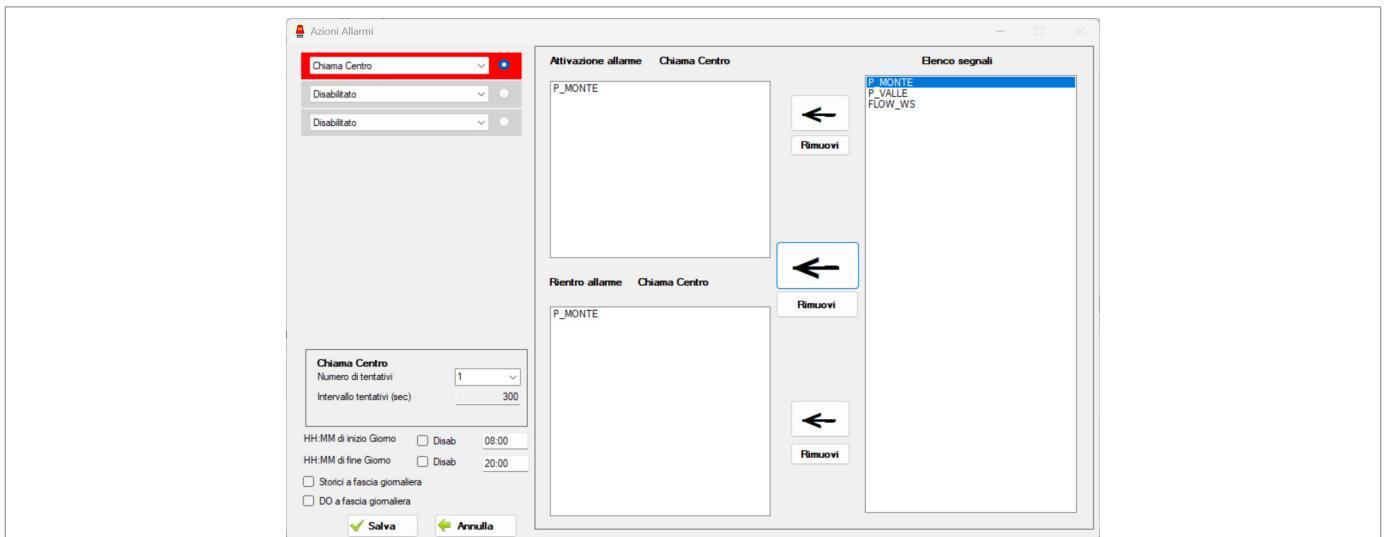 Azioni Allarmi
Chiama Centro
Disabilitato
Disabilitato
Attivazione allarme Chiama Centro
P_MONTE
Rimuovi
Elenco segnali
P_MONTE
P_VALLE
FLOW_WS
Rientro allarme Chiama Centro
Rimuovi
P_MONTE
Rimuovi
Chiama Centro
Numero di tentativi 1
Intervallo tentativi (sec) 300
HH:MM di inizio Giorno Disab 08:00
HH:MM di fine Giorno Disab 20:00
Storici a fascia giornaliera
DO a fascia giornaliera
Salva Annulla